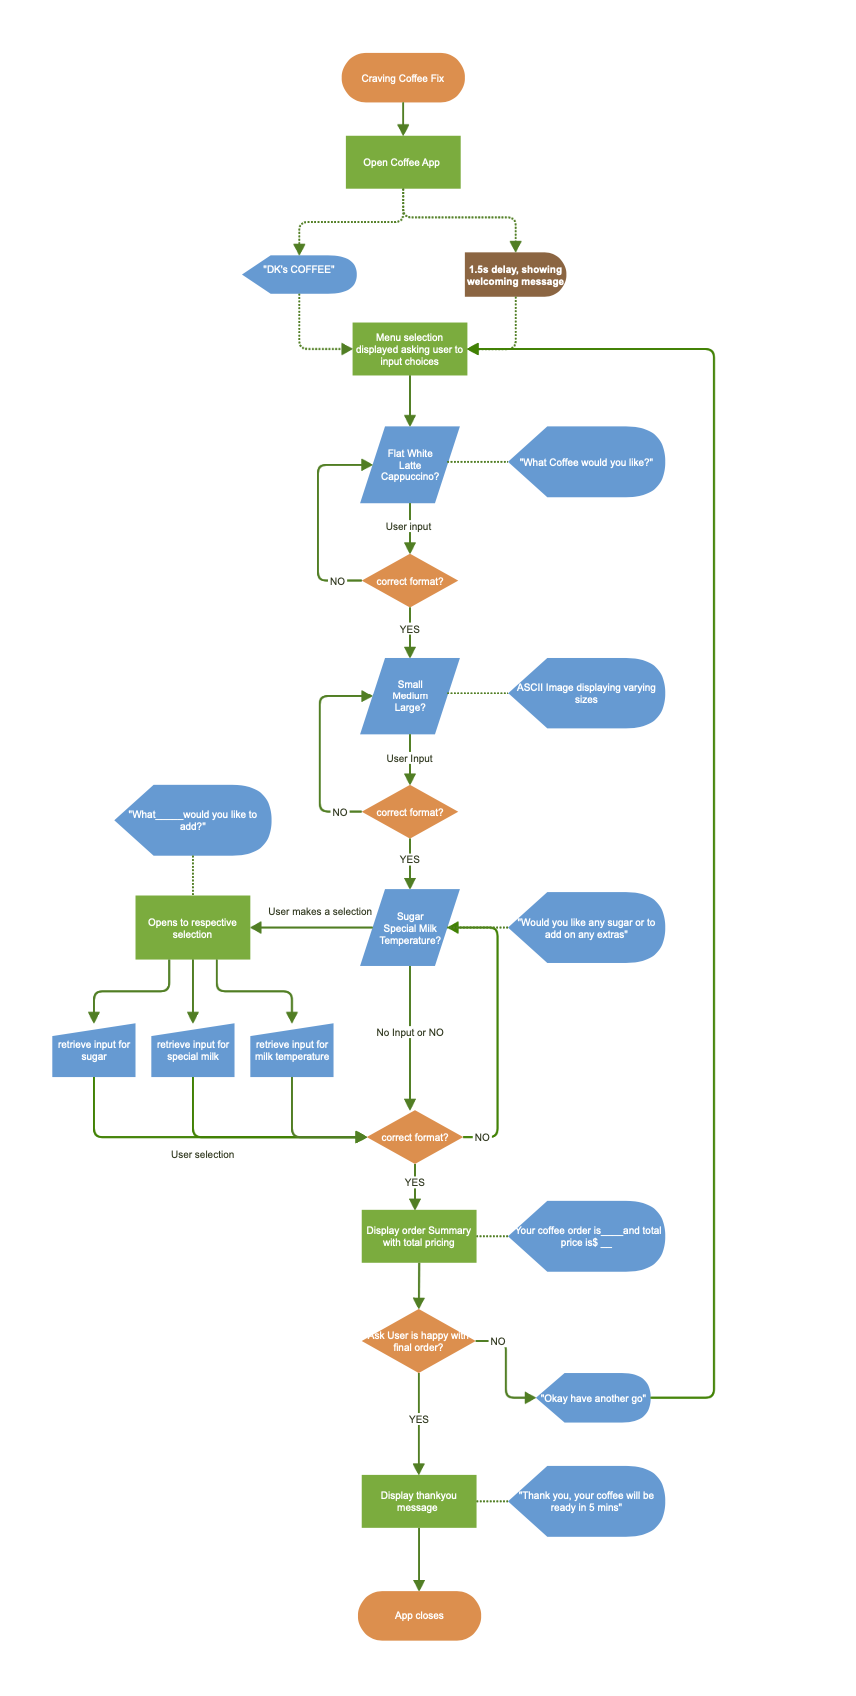 Craving Coffee Fix
Open Coffee App
"DK's COFFEE"
1.5s delay, showing
welcoming message
Menu selection
displayed asking user to
input choices
Flat White
Latte
Cappuccino?
"What Coffee would you like?"
User input
correct format?
NO
YES
Small
Medium
Large?
ASCII Image displaying varying
sizes
User Input
correct format?
NO
YES
"What_____would you like to
add?"
Opens to respective
selection
User makes a selection
Sugar
Special Milk
Temperature?
"Would you like any sugar or to
add on any extras"
retrieve input for
sugar
retrieve input for
special milk
retrieve input for
milk temperature
No Input or NO
correct format?
NO
User selection
YES
Display order Summary
with total pricing
Your coffee order is____and total
price is$ __
Ask User is happy with
final order?
NO
"Okay have another go"
YES
Display thankyou
message
"Thank you, your coffee will be
ready in 5 mins"
App closes